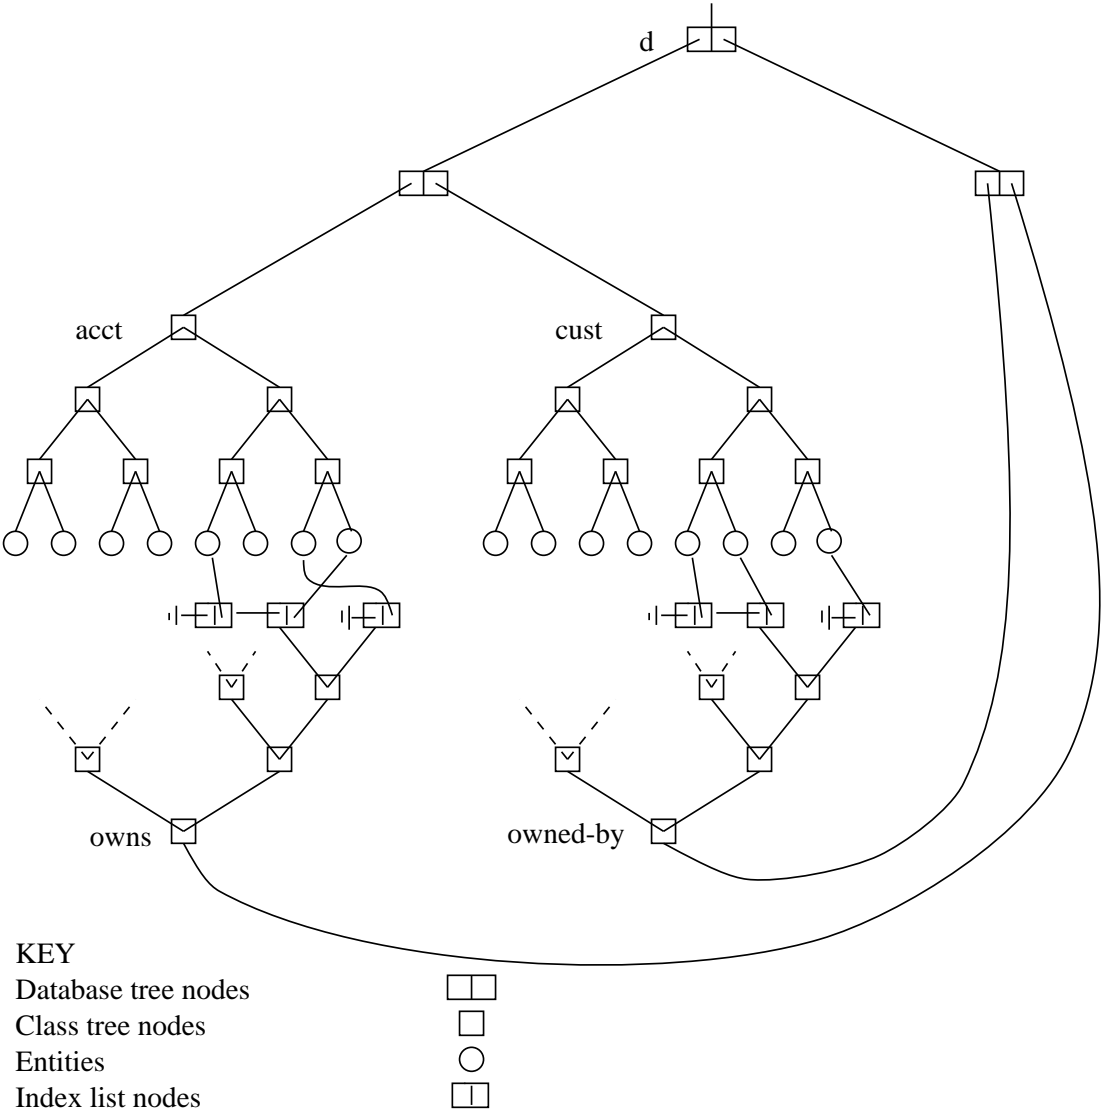 d
acct
cust
owns
owned-by
KEY
Database tree nodes
Class tree nodes
Entities
Index list nodes